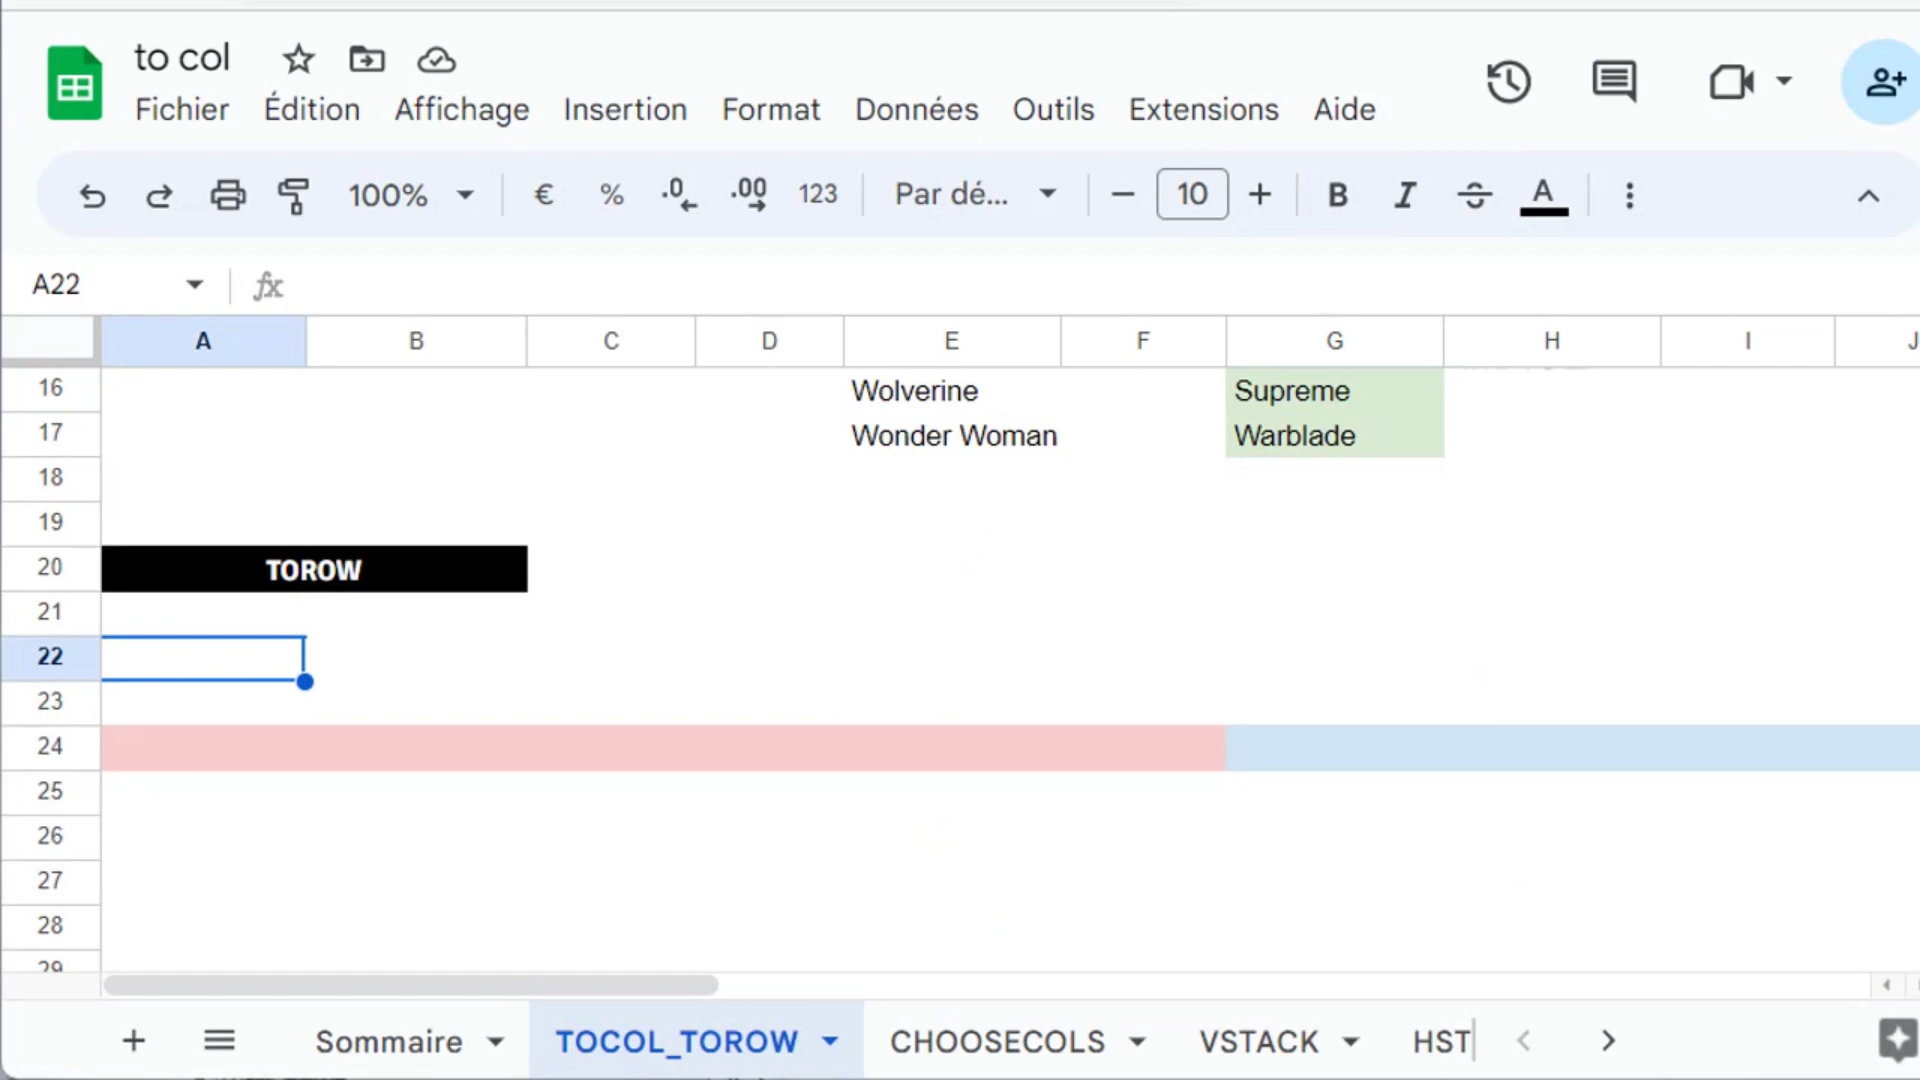 to col
Fichier Édition Affichage Insertion Format Données Outils Extensions Aide
100% € % .0 .00 123 Par dé... 10 B I S A
A22 fx
A B C D E F G H I J
16 Wolverine Supreme
17 Wonder Woman Warblade
18
19
20 TOROW
21
22
23
24
25
26
27
28
29
Sommaire TOCOL_TOROW CHOOSECOLS VSTACK HST